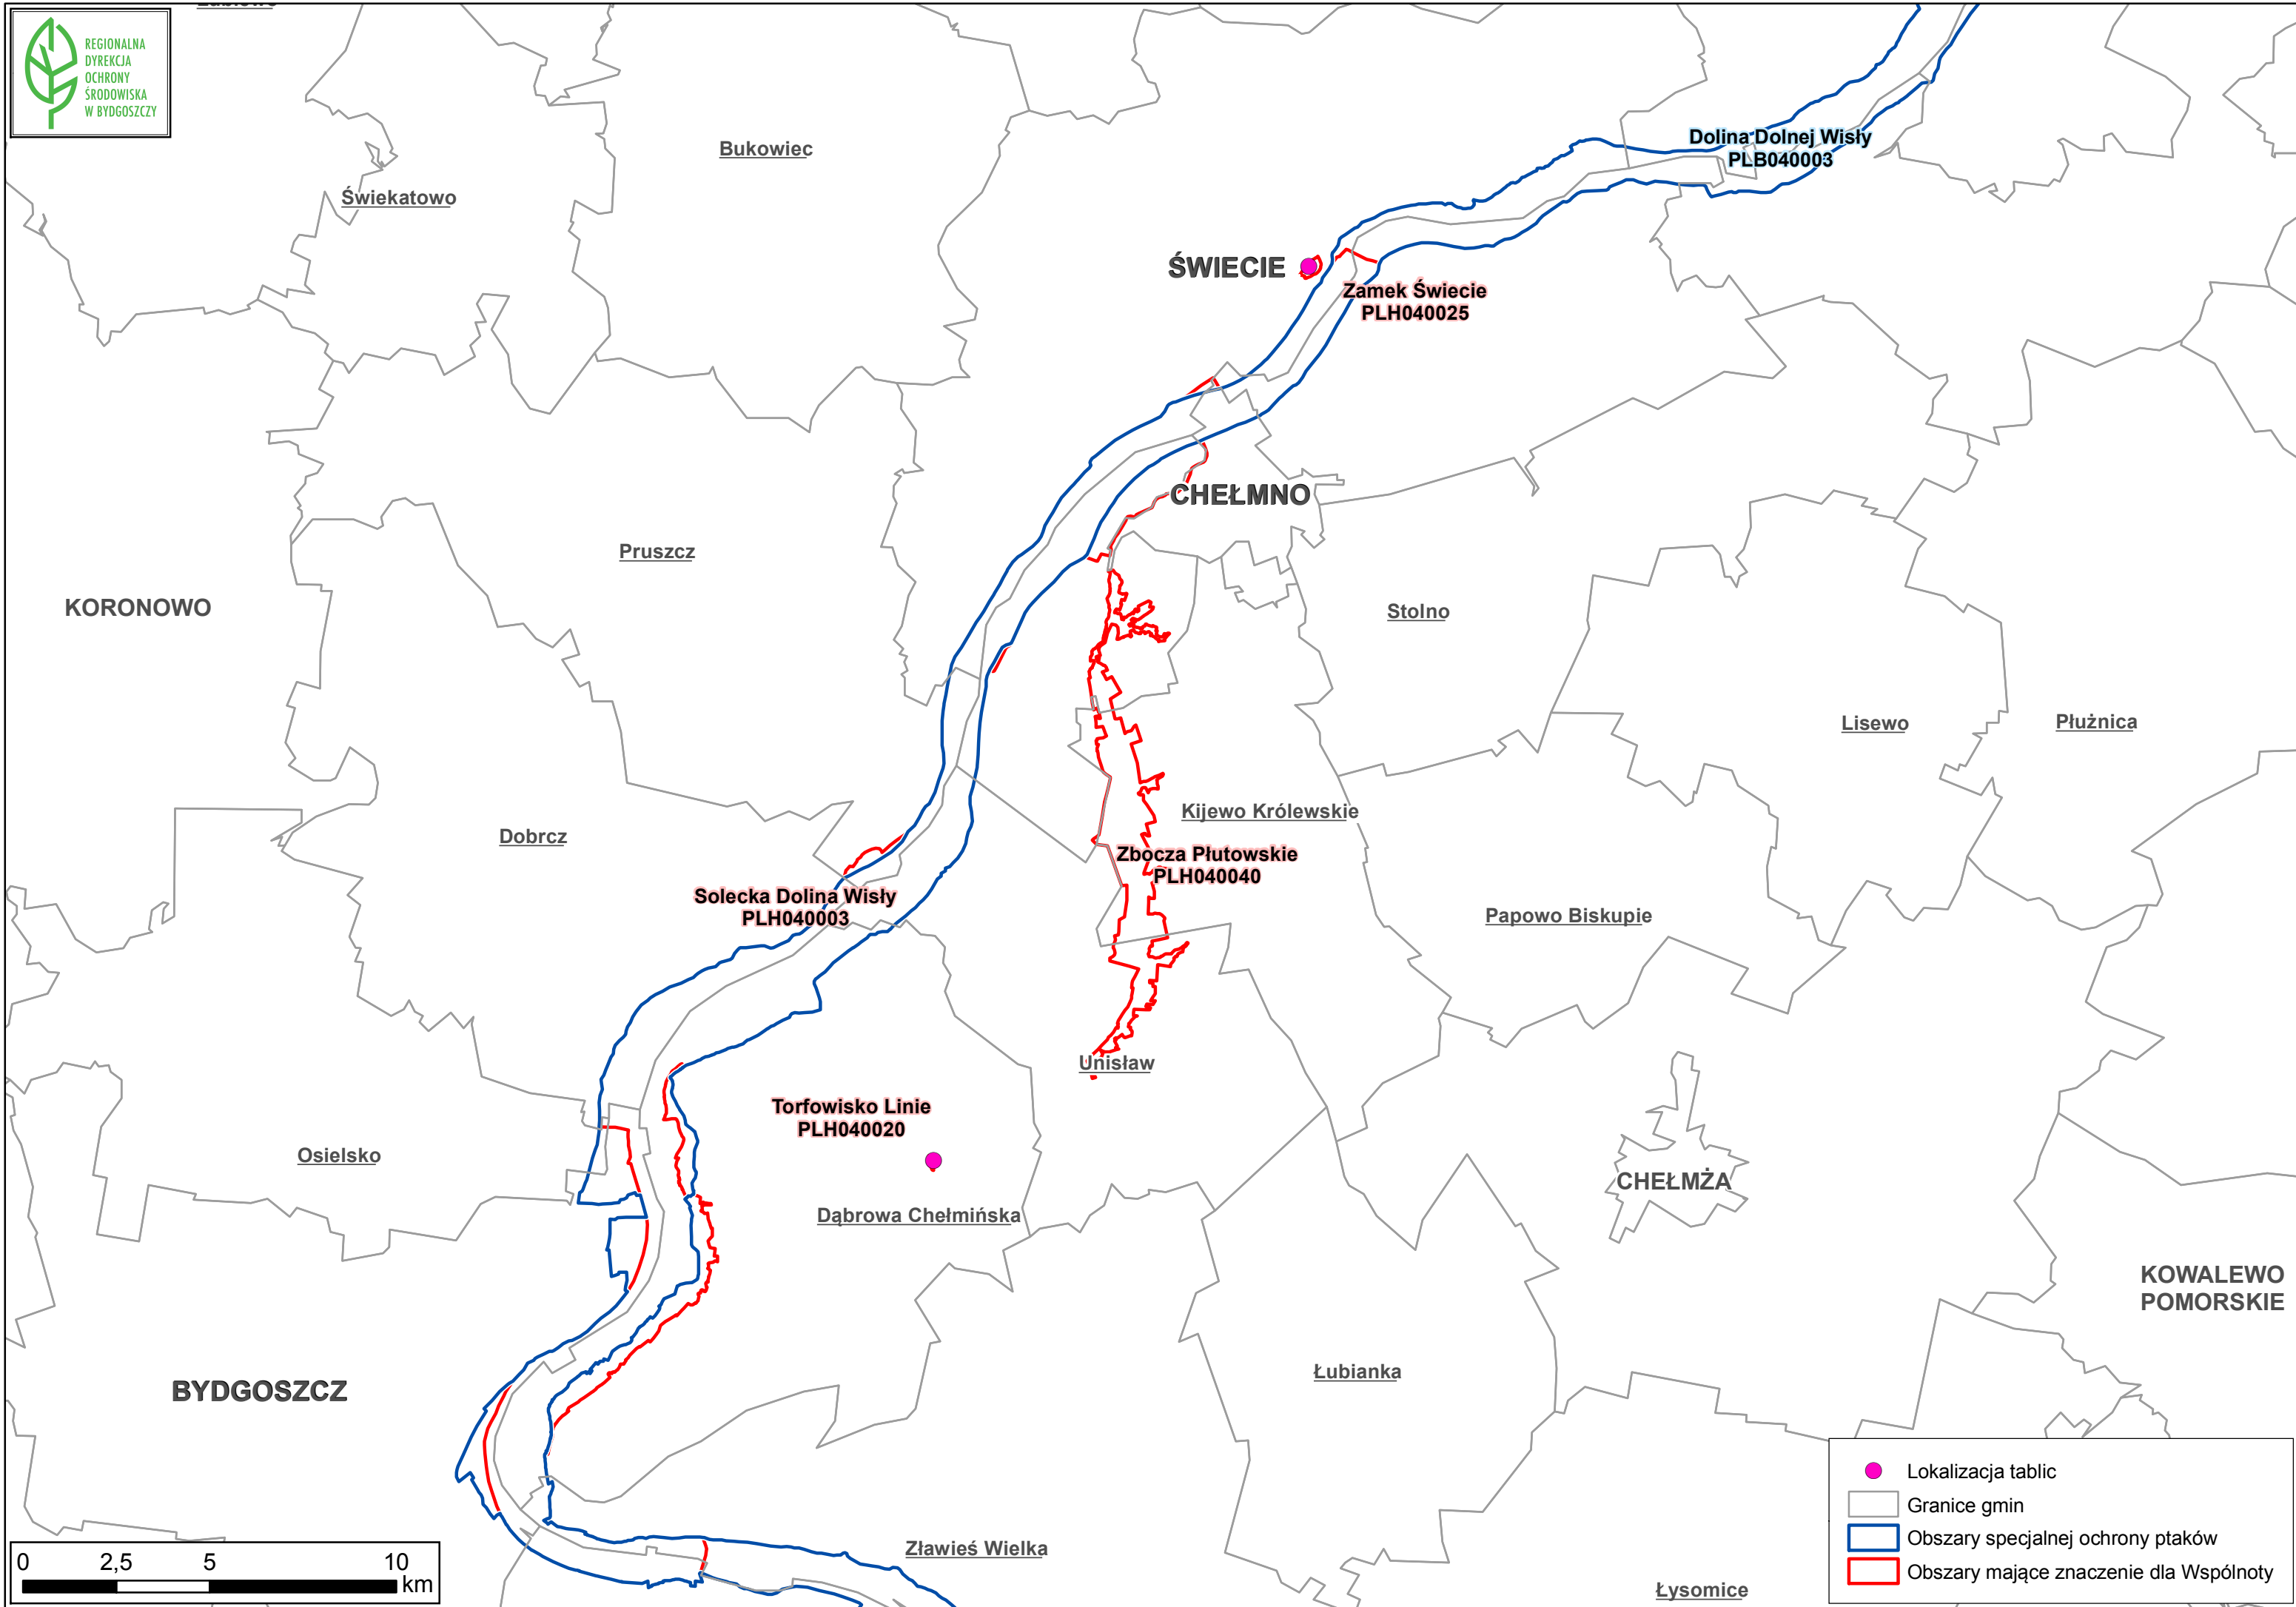 REGIONALNA
DYREKCJA
OCHRONY
ŚRODOWISKA
W BYDGOSZCZY
Bukowiec
Świekatowo
Dolina Dolnej Wisły
PLB040003
ŚWIECIE
Zamek Świecie
PLH040025
CHEŁMNO
Pruszcz
KORONOWO
Stolno
Lisewo
Płużnica
Kijewo Królewskie
Dobrcz
Zbocza Płutowskie
PLH040040
Solecka Dolina Wisły
PLH040003
Papowo Biskupie
Unisław
Torfowisko Linie
PLH040020
Osielsko
CHEŁMŻA
Dąbrowa Chełmińska
KOWALEWO
POMORSKIE
Łubianka
BYDGOSZCZ
Zławieś Wielka
Łysomice
0 2,5 5 10
km
Lokalizacja tablic
Granice gmin
Obszary specjalnej ochrony ptaków
Obszary mające znaczenie dla Wspólnoty